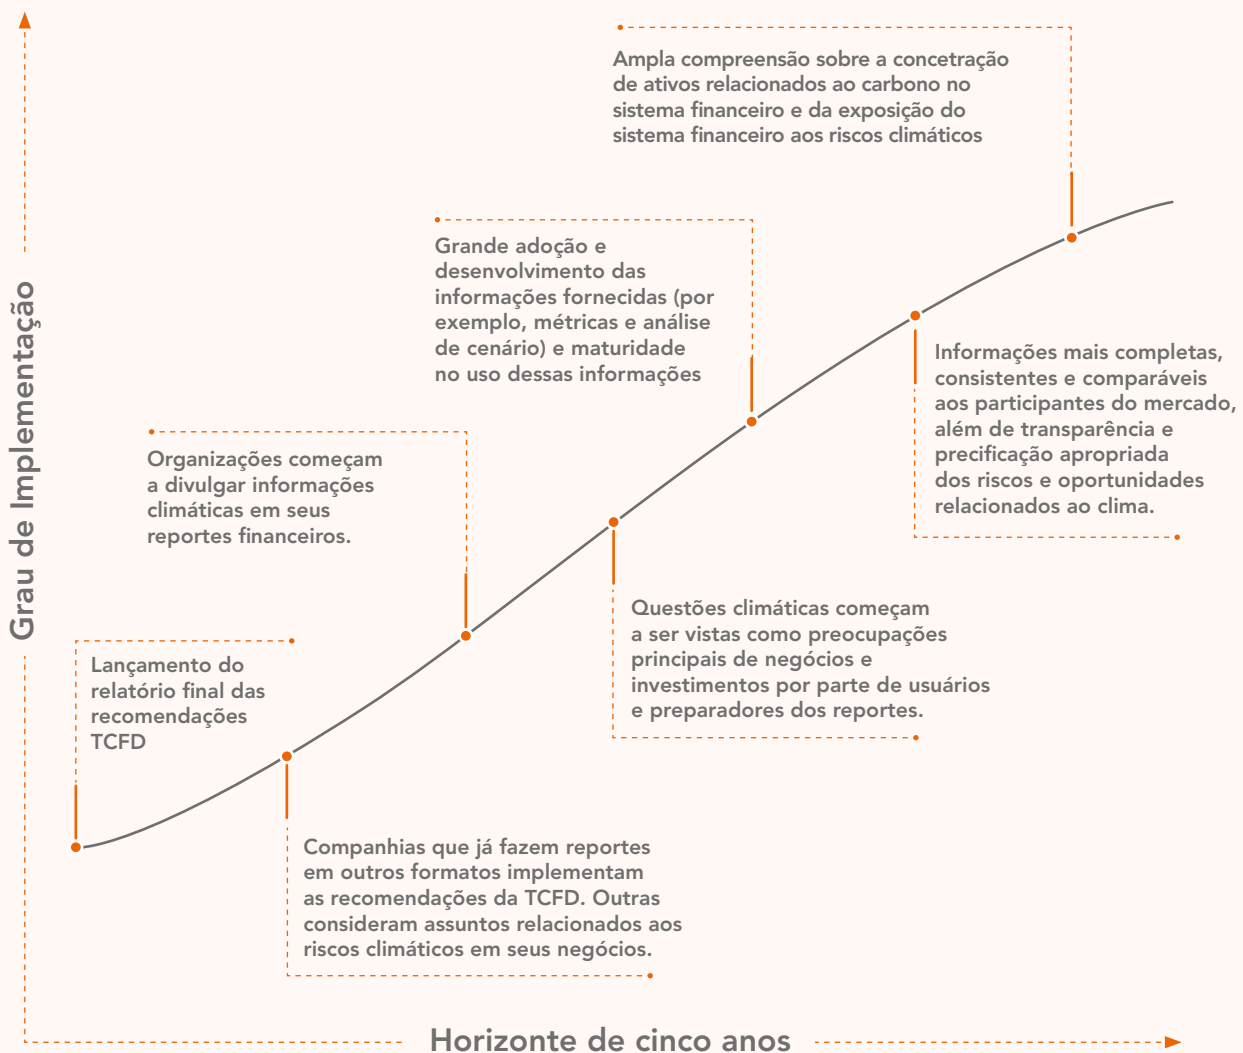 Ampla compreensão sobre a concetração
de ativos relacionados ao carbono no
sistema financeiro e da exposição do
sistema financeiro aos riscos climáticos
Grande adoção e
desenvolvimento das
informações fornecidas (por
exemplo, métricas e análise
de cenário) e maturidade
no uso dessas informações
Informações mais completas,
consistentes e comparáveis
aos participantes do mercado,
além de transparência e
precificação apropriada
dos riscos e oportunidades
relacionados ao clima.
Organizações começam
a divulgar informações
climáticas em seus
reportes financeiros.
Questões climáticas começam
a ser vistas como preocupações
principais de negócios e
investimentos por parte de usuários
e preparadores dos reportes.
Lançamento do
relatório final das
recomendações
TCFD
Companhias que já fazem reportes
em outros formatos implementam
as recomendações da TCFD. Outras
consideram assuntos relacionados aos
riscos climáticos em seus negócios.
Grau de Implementação
Horizonte de cinco anos